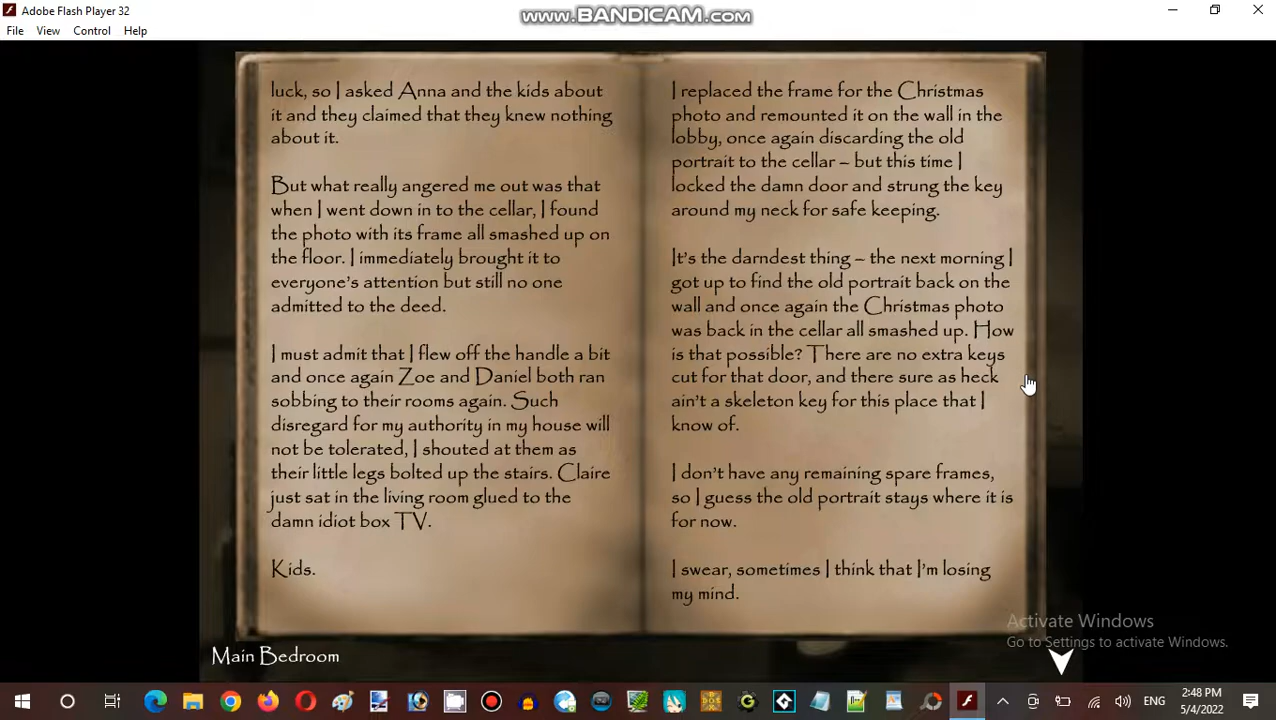 Adobe Flash Player 32
www.BANDICAM.com
File View Control Help
luck, so I asked Anna and the kids about
it and they claimed that they knew nothing
about it.
But what really angered me out was that
when I went down in to the cellar, I found
the photo with its frame all smashed up on
the floor. I immediately brought it to
everyone's attention but still no one
admitted to the deed.
I must admit that I flew off the handle a bit
and once again Zoe and Daniel both ran
sobbing to their rooms again. Such
disregard for my authority in my house will
not be tolerated, I shouted at them as
their little legs bolted up the stairs. Claire
just sat in the living room glued to the
damn idiot box TV.
Kids.
I replaced the frame for the Christmas
photo and remounted it on the wall in the
lobby, once again discarding the old
portrait to the cellar – but this time I
locked the damn door and strung the key
around my neck for safe keeping.
It's the darndest thing – the next morning I
got up to find the old portrait back on the
wall and once again the Christmas photo
was back in the cellar all smashed up. How
is that possible? There are no extra keys
cut for that door, and there sure as heck
ain't a skeleton key for this place that I
know of.
I don't have any remaining spare frames,
so I guess the old portrait stays where it is
for now.
I swear, sometimes I think that I'm losing
my mind.
Activate Windows
Go to Settings to activate Windows.
Main Bedroom
ENG
2:48 PM
5/4/2022